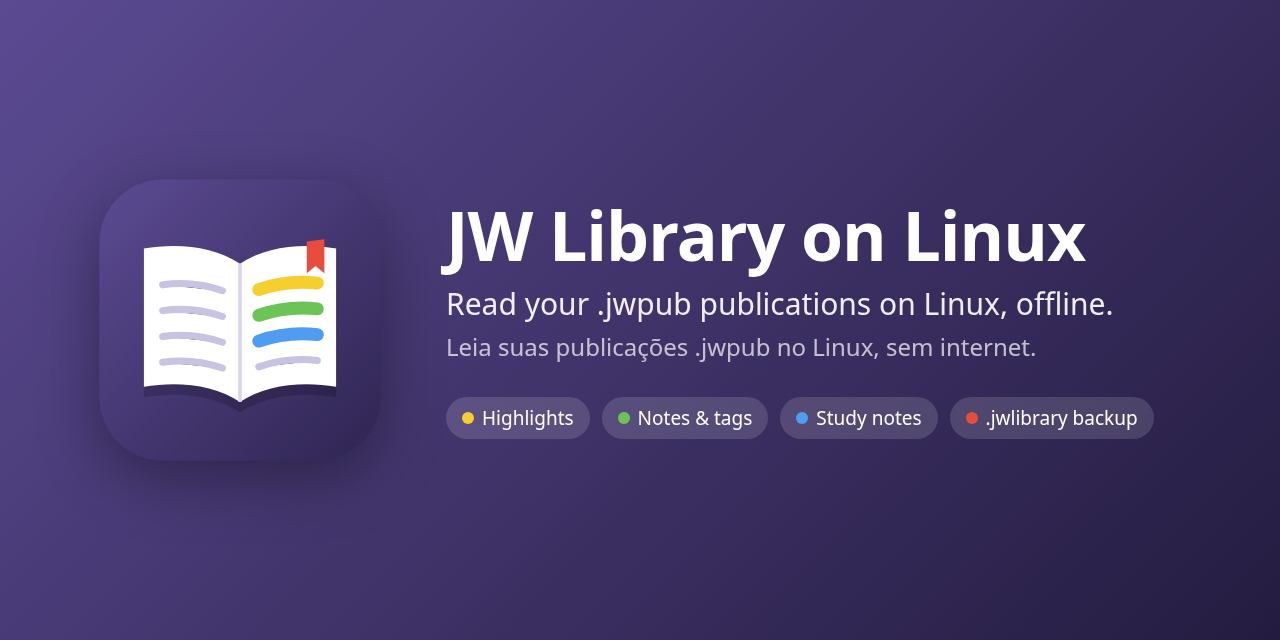 JW Library on Linux
Read your .jwpub publications on Linux, offline.
Leia suas publicações .jwpub no Linux, sem internet.
Highlights Notes & tags Study notes .jwlibrary backup